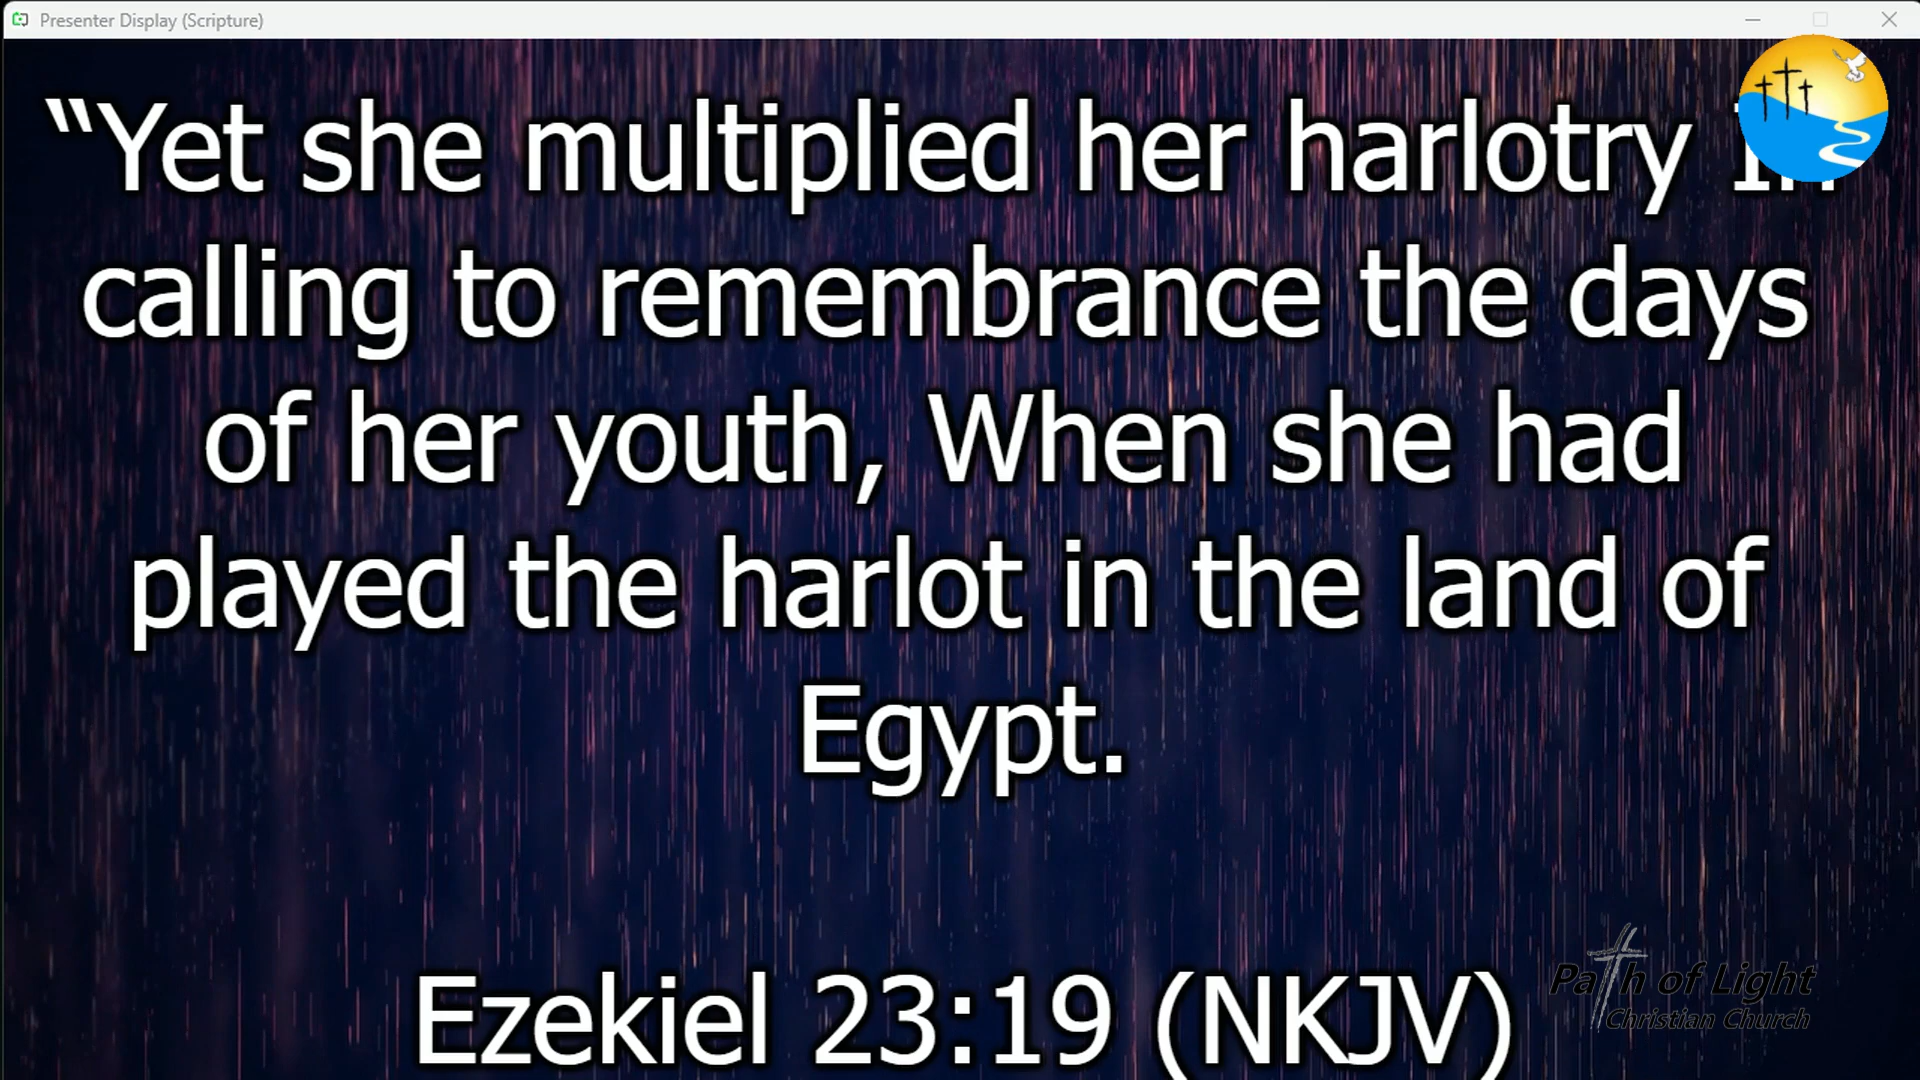 Presenter Display (Scripture)
“Yet she multiplied her harlotry In
calling to remembrance the days
of her youth, When she had
played the harlot in the land of
Egypt.
Ezekiel 23:19 (NKJV)
Path of Light
Christian Church